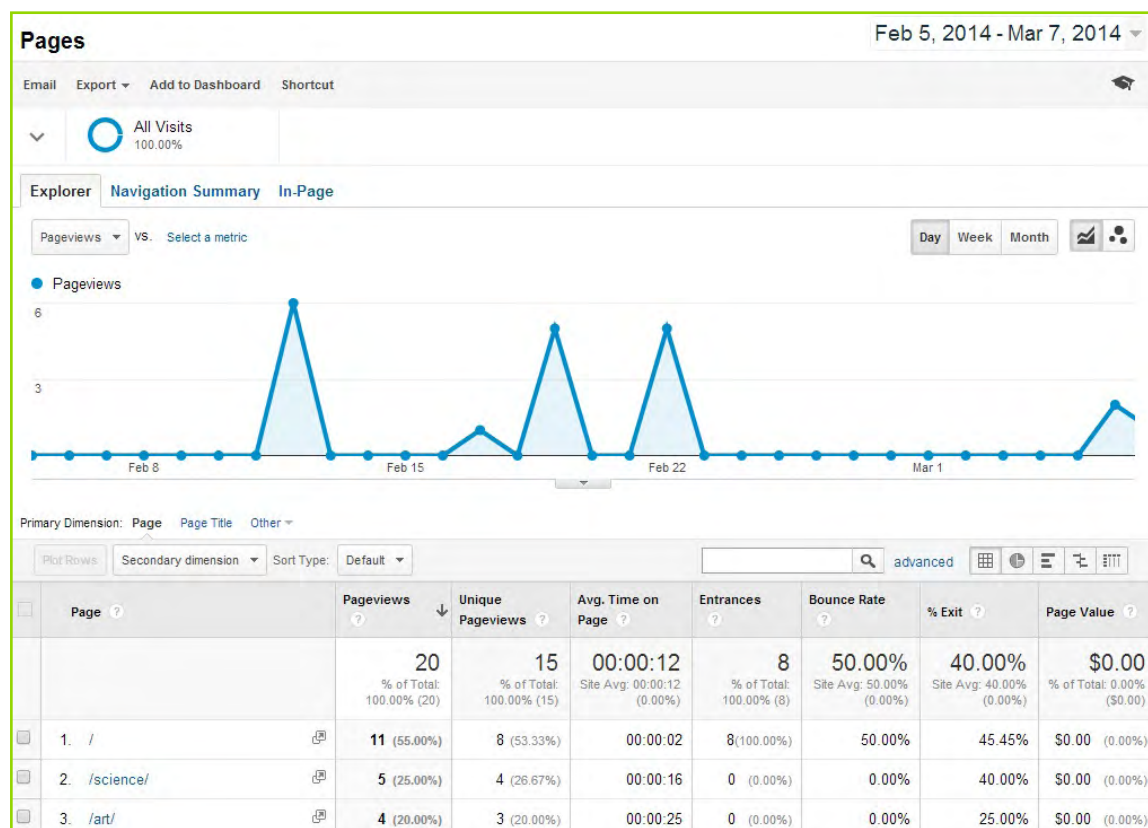 Pages
Feb 5, 2014 - Mar 7, 2014
Email Export Add to Dashboard Shortcut
All Visits
100.00%
Explorer Navigation Summary In-Page
Pageviews VS. Select a metric
Day Week Month
Pageviews
6
3
Feb 8 Feb 15 Feb 22 Mar 1
Primary Dimension: Page Page Title Other
Plot Rows Secondary dimension Sort Type: Default advanced
Page ? Pageviews ? Unique Pageviews ? Avg. Time on Page ? Entrances ? Bounce Rate ? % Exit ? Page Value ?
20 15 00:00:12 8 50.00% 40.00% $0.00
% of Total: % of Total: Site Avg: 00:00:12 % of Total: Site Avg: 50.00% Site Avg: 40.00% % of Total: 0.00%
100.00% (20) 100.00% (15) (0.00%) 100.00% (8) (0.00%) (0.00%) ($0.00)
1. / 11 (55.00%) 8 (53.33%) 00:00:02 8(100.00%) 50.00% 45.45% $0.00 (0.00%)
2. /science/ 5 (25.00%) 4 (26.67%) 00:00:16 0 (0.00%) 0.00% 40.00% $0.00 (0.00%)
3. /art/ 4 (20.00%) 3 (20.00%) 00:00:25 0 (0.00%) 0.00% 25.00% $0.00 (0.00%)